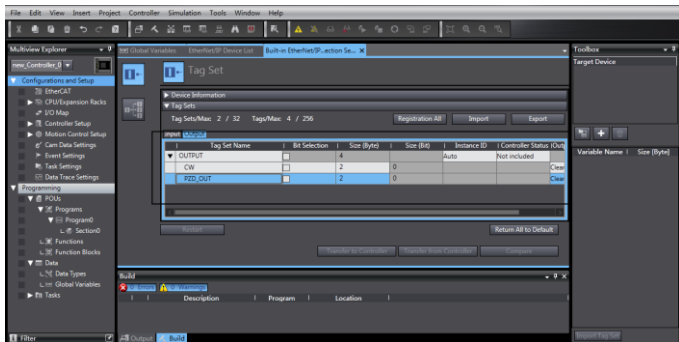 File Edit View Insert Project Controller Simulation Tools Window Help
Multiview Explorer
new_Controller_0
Configurations and Setup
EtherCAT
CPU/Expansion Racks
I/O Map
Controller Setup
Motion Control Setup
Cam Data Settings
Event Settings
Task Settings
Data Trace Settings
Programming
POUs
Programs
Program0
Section0
Functions
Function Blocks
Data
Data Types
Global Variables
Tasks
Filter
Global Variables EtherNet/IP Device List Built-in EtherNet/IP...ection Se... X
Tag Set
Device Information
Tag Sets
Tag Sets/Max: 2 / 32 Tags/Max: 4 / 256 Registration All Import Export
Input Output
Tag Set Name Bit Selection Size (Byte) Size (Bit) Instance ID Controller Status
OUTPUT 4 Auto Not included
CW 2 0 Clear
PZD_OUT 2 0 Clear
Restart Return All to Default
Transfer to Controller Transfer from Controller Compare
Build
0 Errors 0 Warnings
Description Program Location
Output Build
Toolbox
Target Device
Variable Name Size (Byte)
Import Tag Set